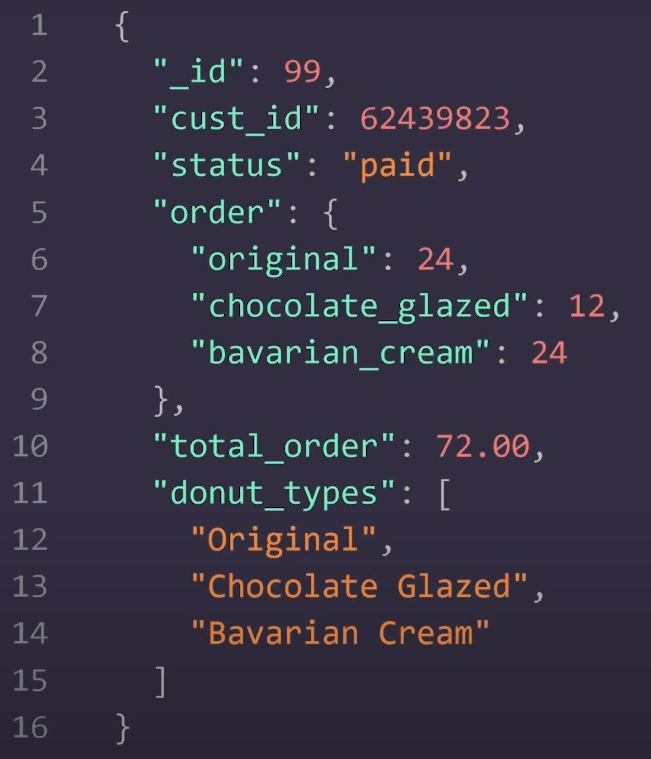 1 {
2 "_id": 99,
3 "cust_id": 62439823,
4 "status": "paid",
5 "order": {
6 "original": 24,
7 "chocolate_glazed": 12,
8 "bavarian_cream": 24
9 },
10 "total_order": 72.00,
11 "donut_types": [
12 "Original",
13 "Chocolate Glazed",
14 "Bavarian Cream"
15 ]
16 }